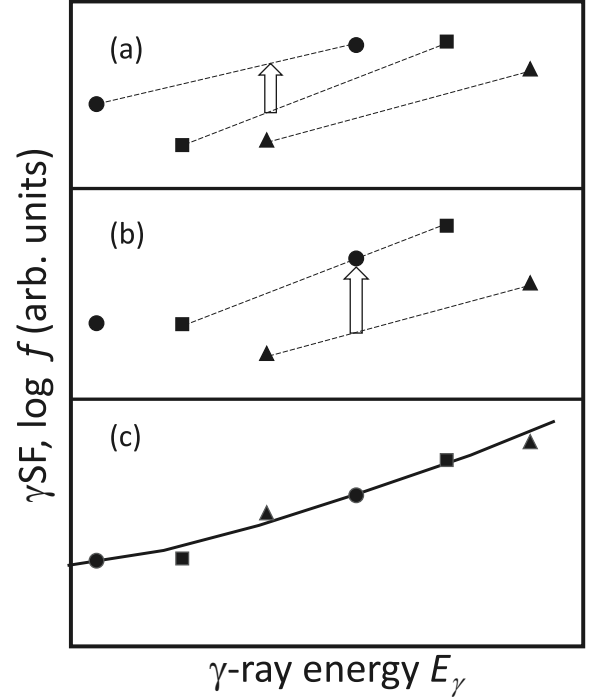 (a)
(b)
(c)
γSF, log f (arb. units)
γ-ray energy Eγ